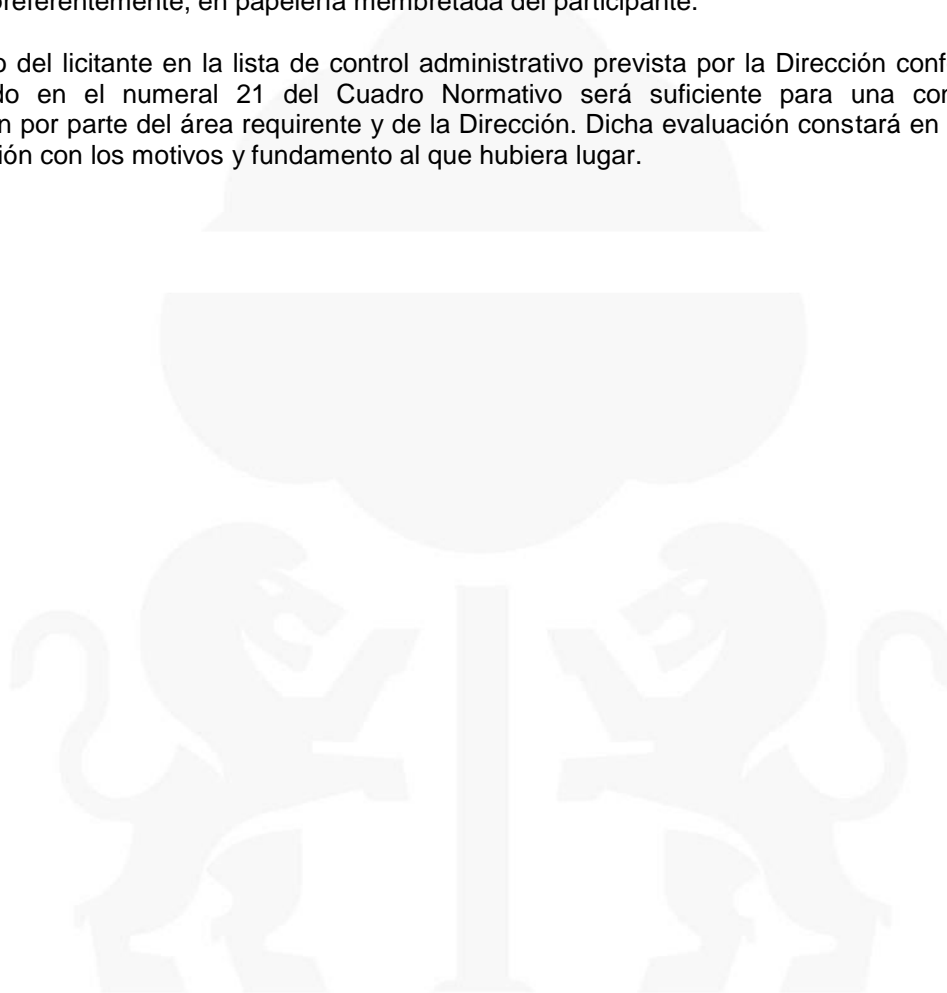 preferentemente, en papelería membretada del participante.
o del licitante en la lista de control administrativo prevista por la Dirección conf
do en el numeral 21 del Cuadro Normativo será suficiente para una con
n por parte del área requirente y de la Dirección. Dicha evaluación constará en
ión con los motivos y fundamento al que hubiera lugar.